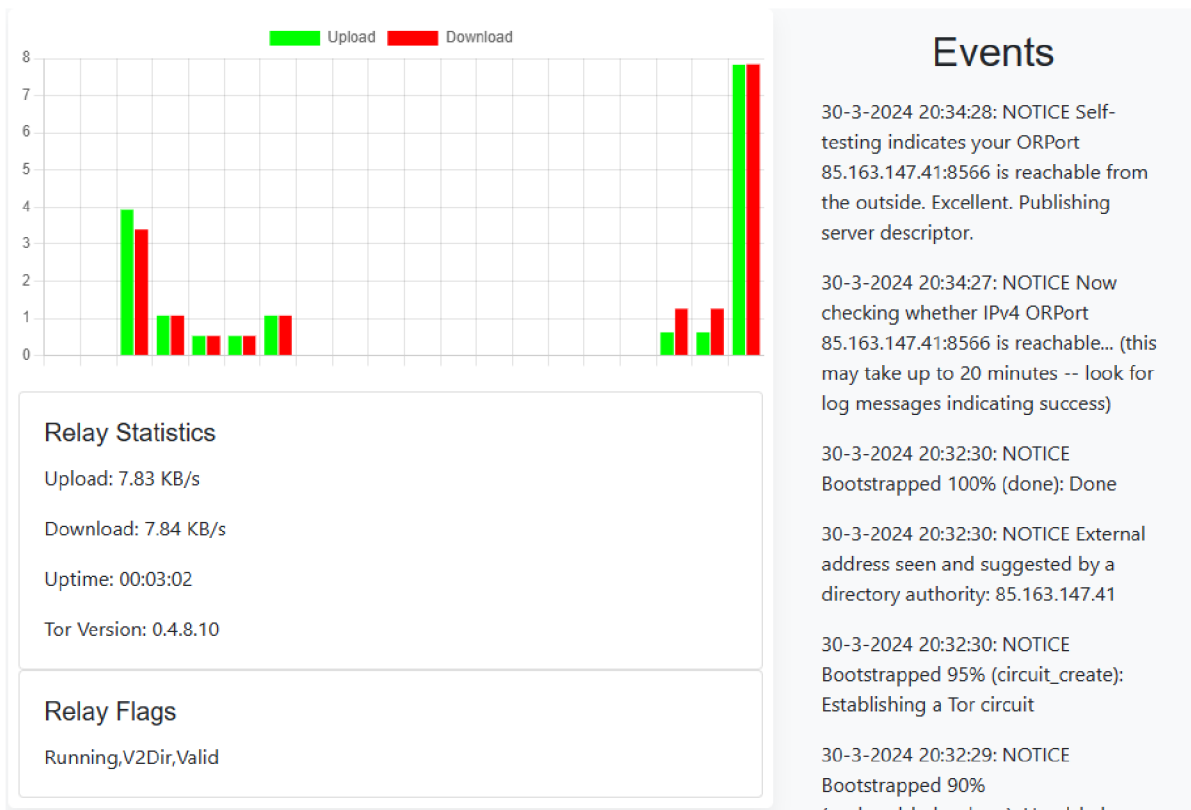 Upload Download
8
7
6
5
4
3
2
1
0
Relay Statistics
Upload: 7.83 KB/s
Download: 7.84 KB/s
Uptime: 00:03:02
Tor Version: 0.4.8.10
Relay Flags
Running,V2Dir,Valid
Events
30-3-2024 20:34:28: NOTICE Self-
testing indicates your ORPort
85.163.147.41:8566 is reachable from
the outside. Excellent. Publishing
server descriptor.
30-3-2024 20:34:27: NOTICE Now
checking whether IPv4 ORPort
85.163.147.41:8566 is reachable... (this
may take up to 20 minutes -- look for
log messages indicating success)
30-3-2024 20:32:30: NOTICE
Bootstrapped 100% (done): Done
30-3-2024 20:32:30: NOTICE External
address seen and suggested by a
directory authority: 85.163.147.41
30-3-2024 20:32:30: NOTICE
Bootstrapped 95% (circuit_create):
Establishing a Tor circuit
30-3-2024 20:32:29: NOTICE
Bootstrapped 90%